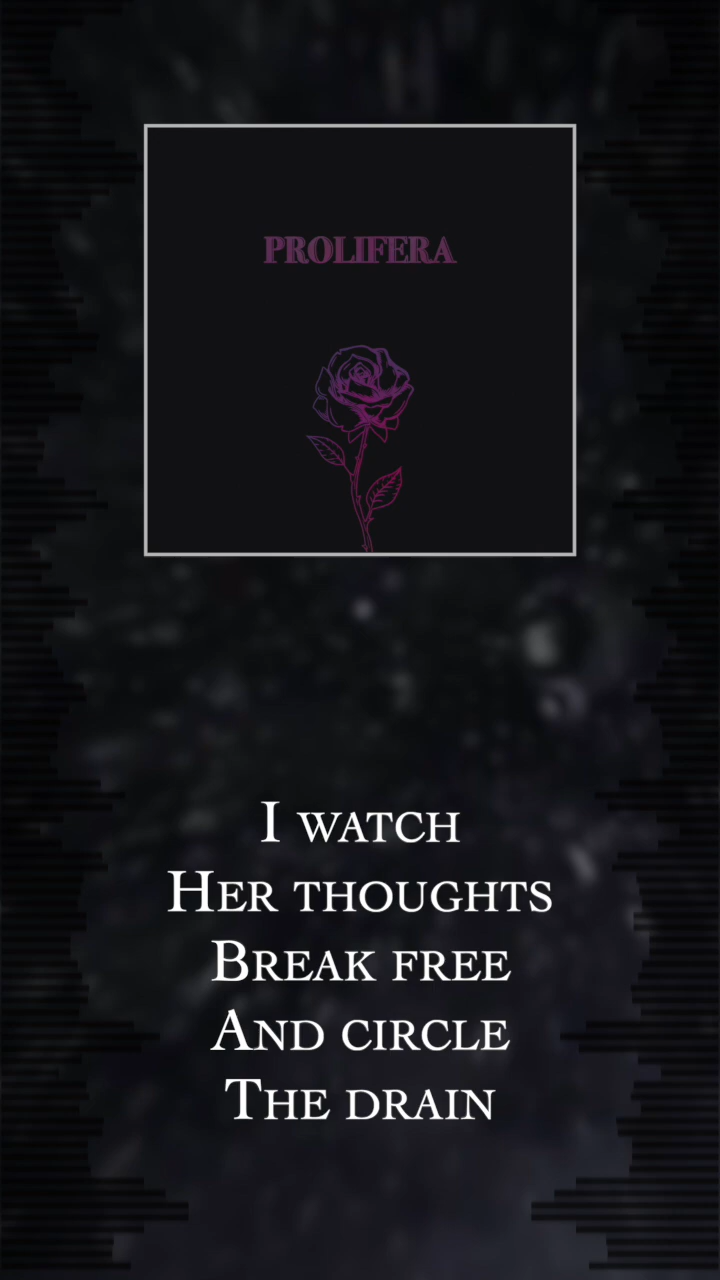 PROLIFERA
I WATCH
HER THOUGHTS
BREAK FREE
AND CIRCLE
THE DRAIN